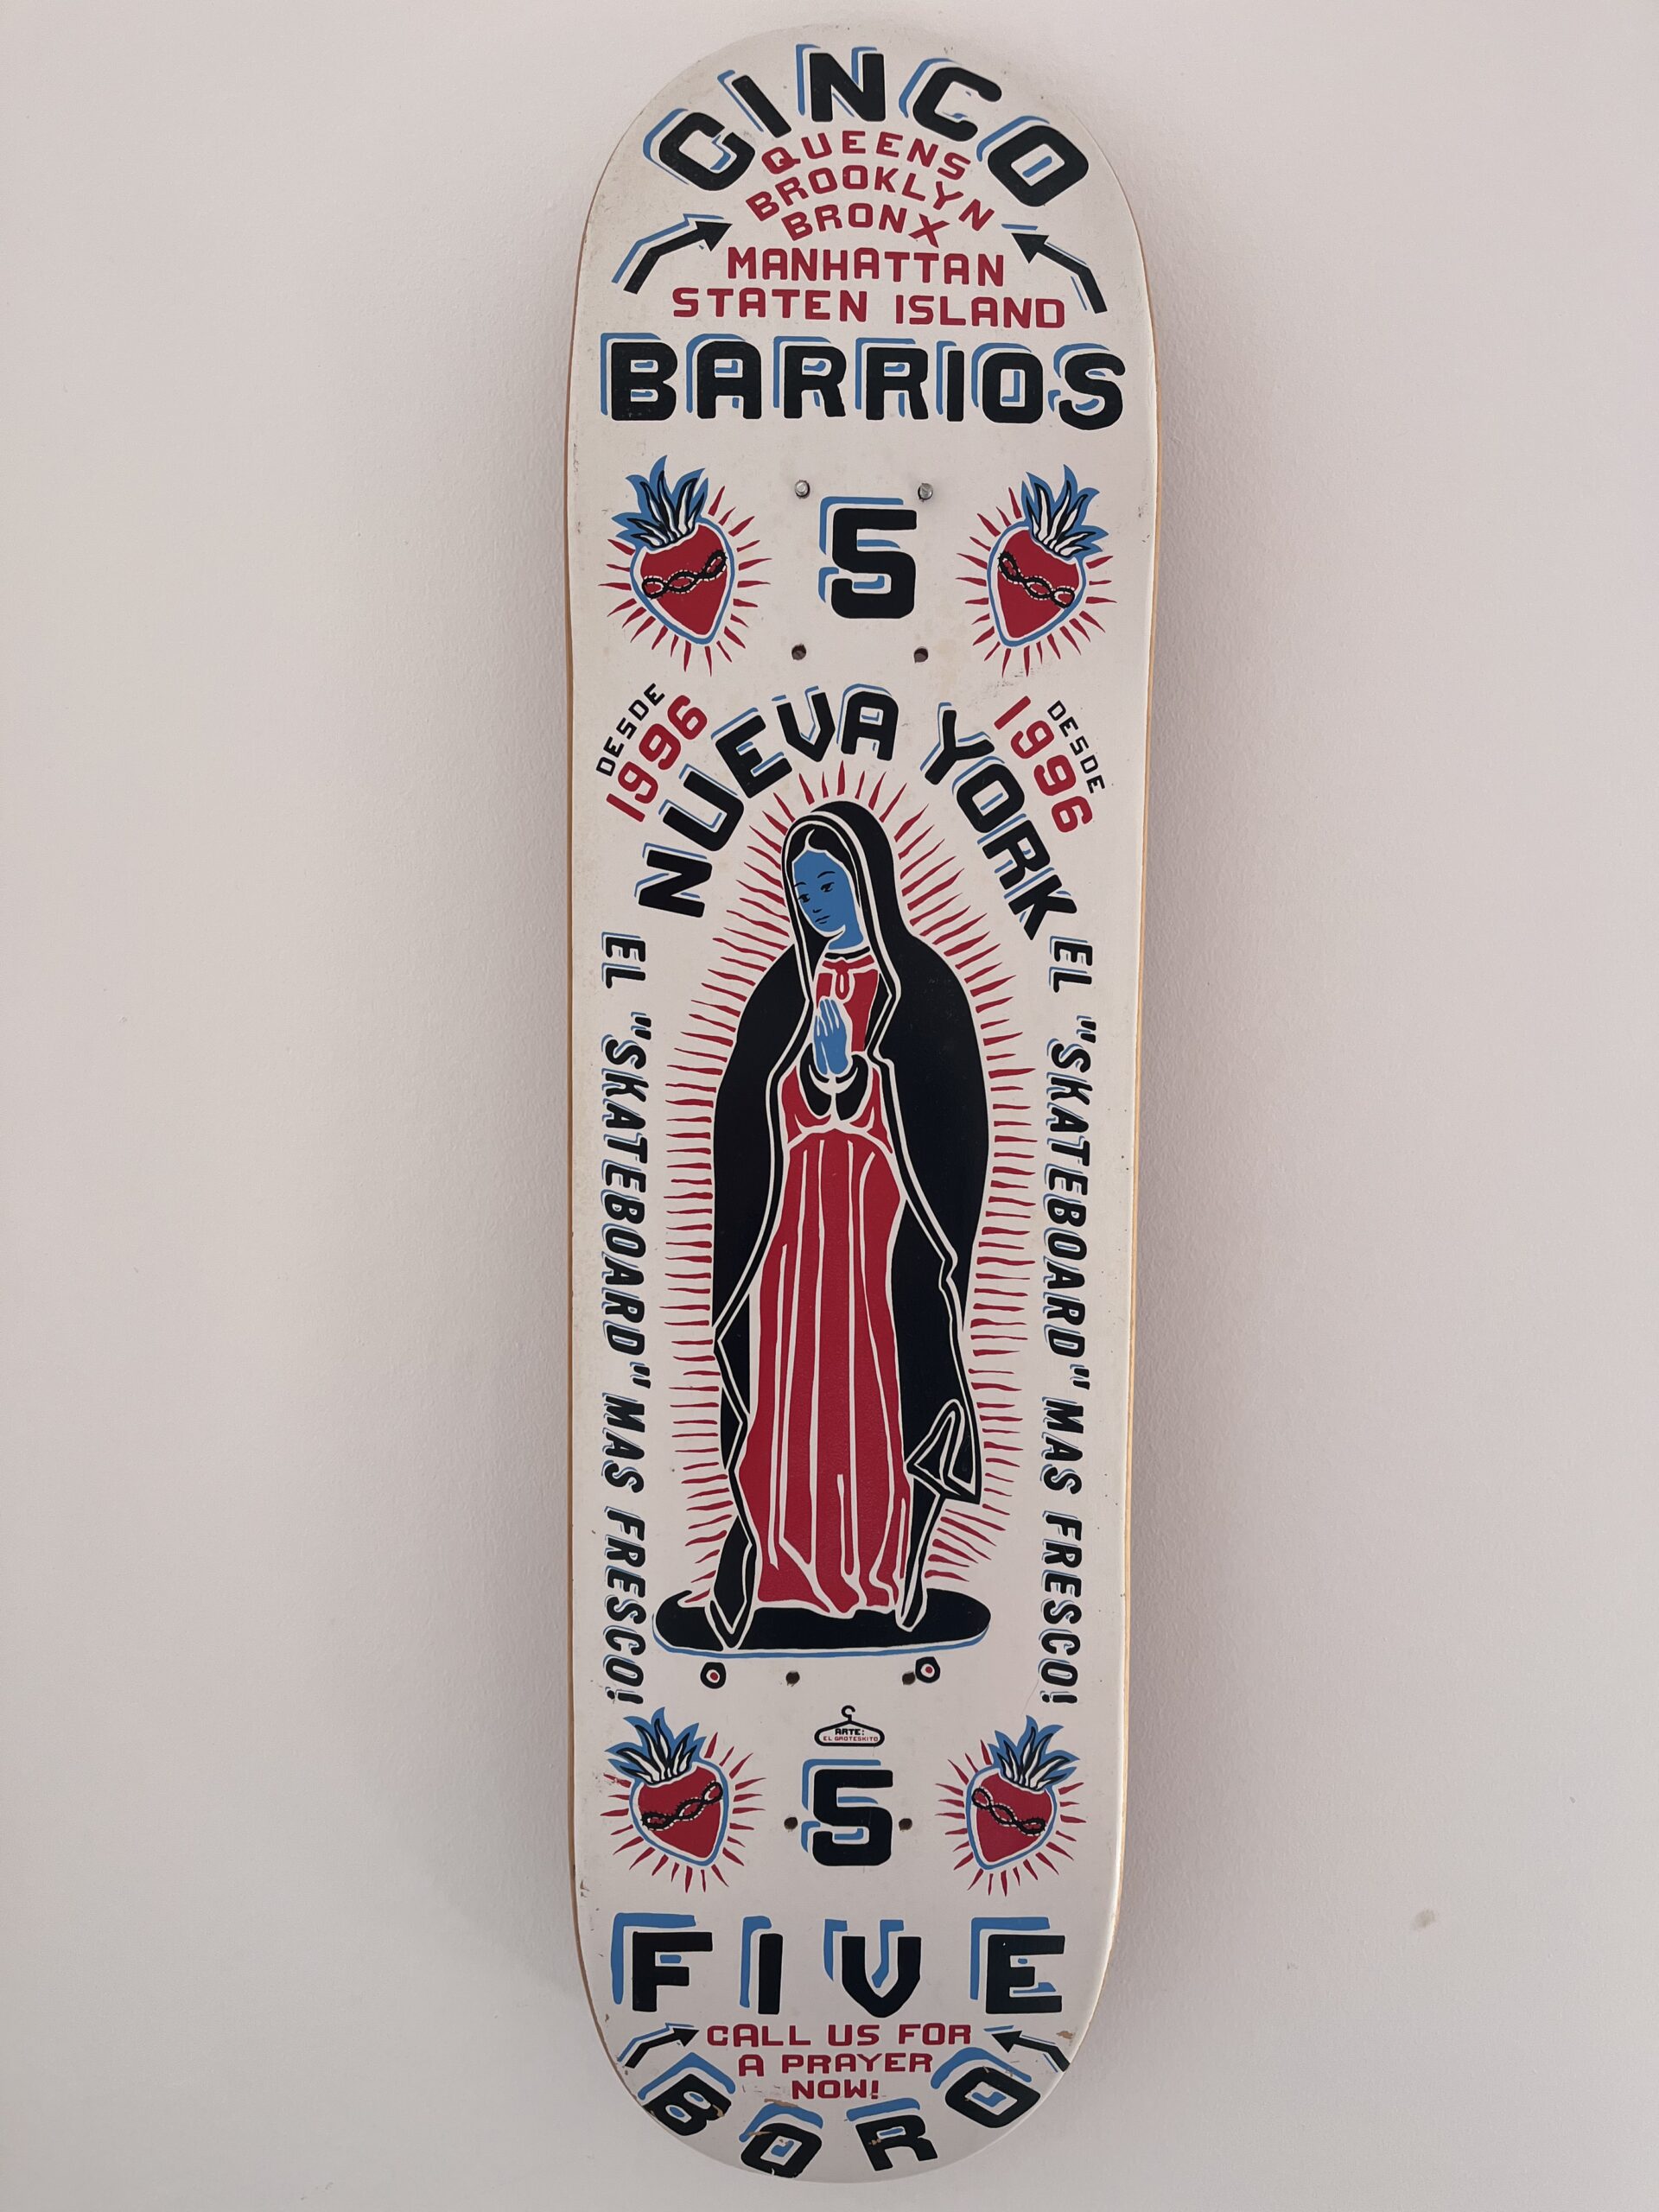 CINCO
QUEENS
BROOKLYN
BRONX
MANHATTAN
STATEN ISLAND
BARRIOS
5
DESDE
1996
NUEVA YORK
DESDE
1996
EL "SKATEBOARD" MAS FRESCO!
EL "SKATEBOARD" MAS FRESCO!
ARTE:
EL GROTESKITO
5
FIVE
CALL US FOR
A PRAYER
NOW!
BORO